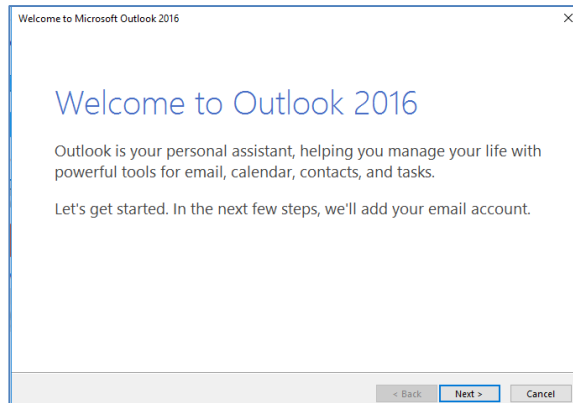 Welcome to Microsoft Outlook 2016
Welcome to Outlook 2016
Outlook is your personal assistant, helping you manage your life with
powerful tools for email, calendar, contacts, and tasks.
Let's get started. In the next few steps, we'll add your email account.
< Back Next > Cancel